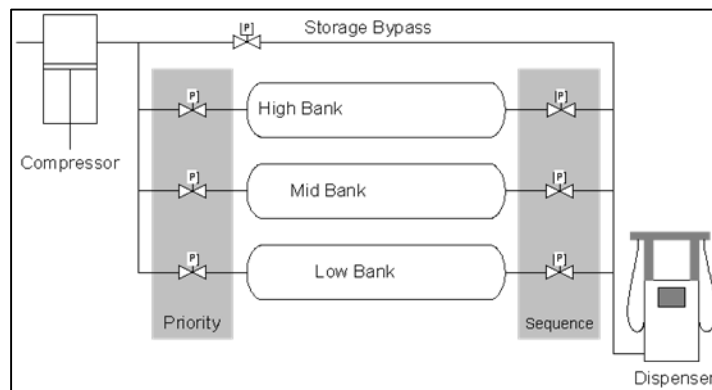 [P]
Storage Bypass
P]
High Bank
[P]
Compressor
P]
Mid Bank
[P]
P]
Low Bank
[P]
Priority
Sequence
Dispenser